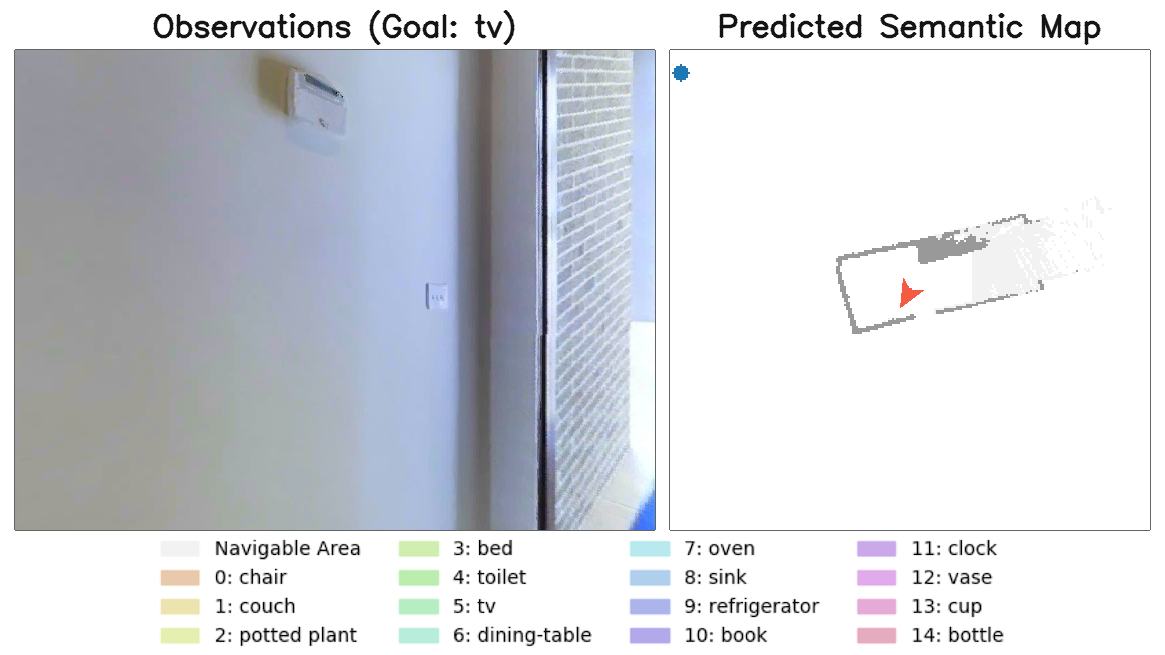 Observations (Goal: tv)
Predicted Semantic Map
Navigable Area
0: chair
1: couch
2: potted plant
3: bed
4: toilet
5: tv
6: dining-table
7: oven
8: sink
9: refrigerator
10: book
11: clock
12: vase
13: cup
14: bottle